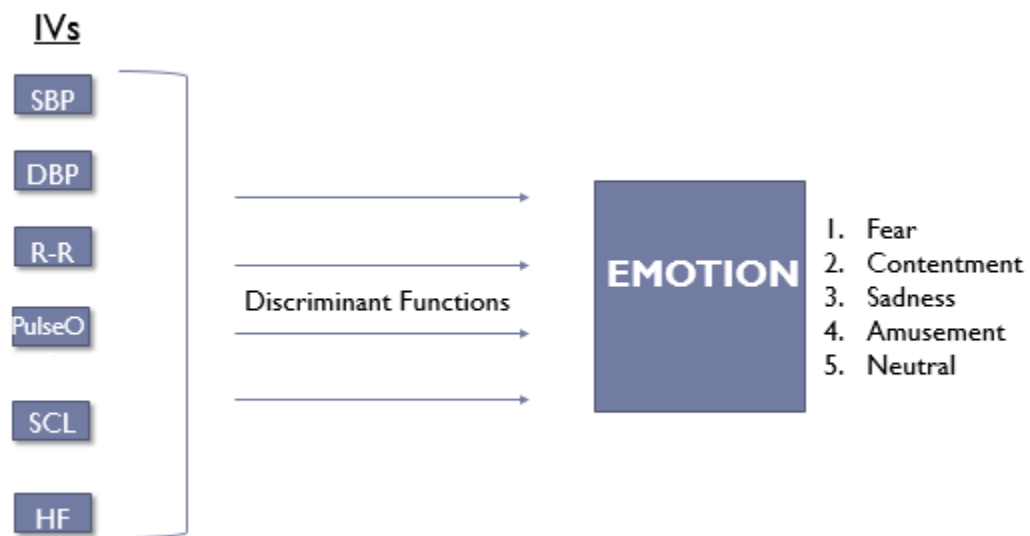 IVs
SBP
DBP
R-R
PulseO
SCL
HF
Discriminant Functions
EMOTION
1. Fear
2. Contentment
3. Sadness
4. Amusement
5. Neutral